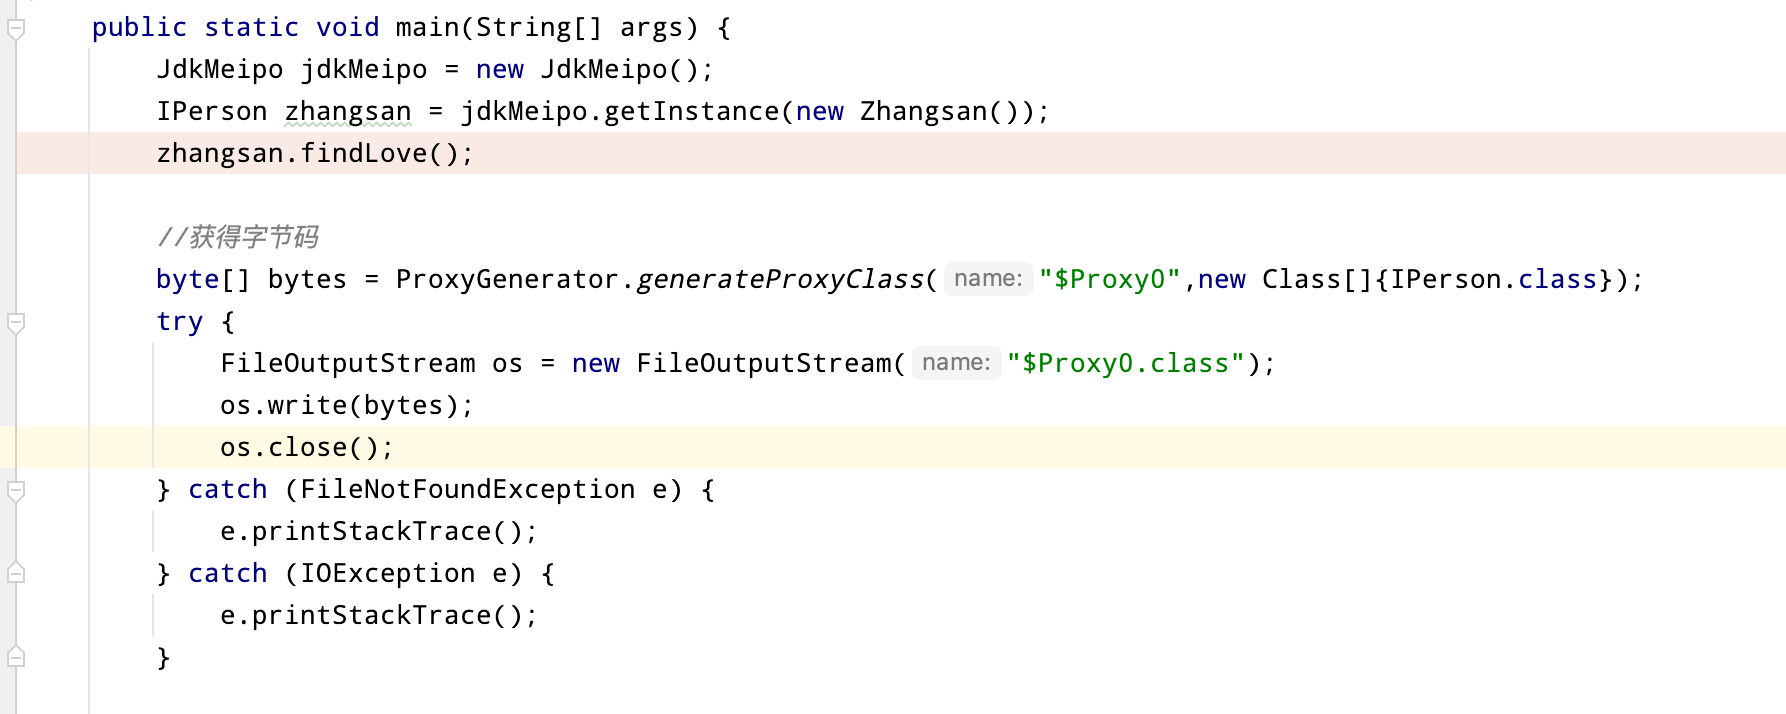 public static void main(String[] args) {
JdkMeipo jdkMeipo = new JdkMeipo();
IPerson zhangsan = jdkMeipo.getInstance(new Zhangsan());
zhangsan.findLove();
//获得字节码
byte[] bytes = ProxyGenerator.generateProxyClass( name: "$Proxy0",new Class[]{IPerson.class});
try {
FileOutputStream os = new FileOutputStream( name: "$Proxy0.class");
os.write(bytes);
os.close();
} catch (FileNotFoundException e) {
e.printStackTrace();
} catch (IOException e) {
e.printStackTrace();
}